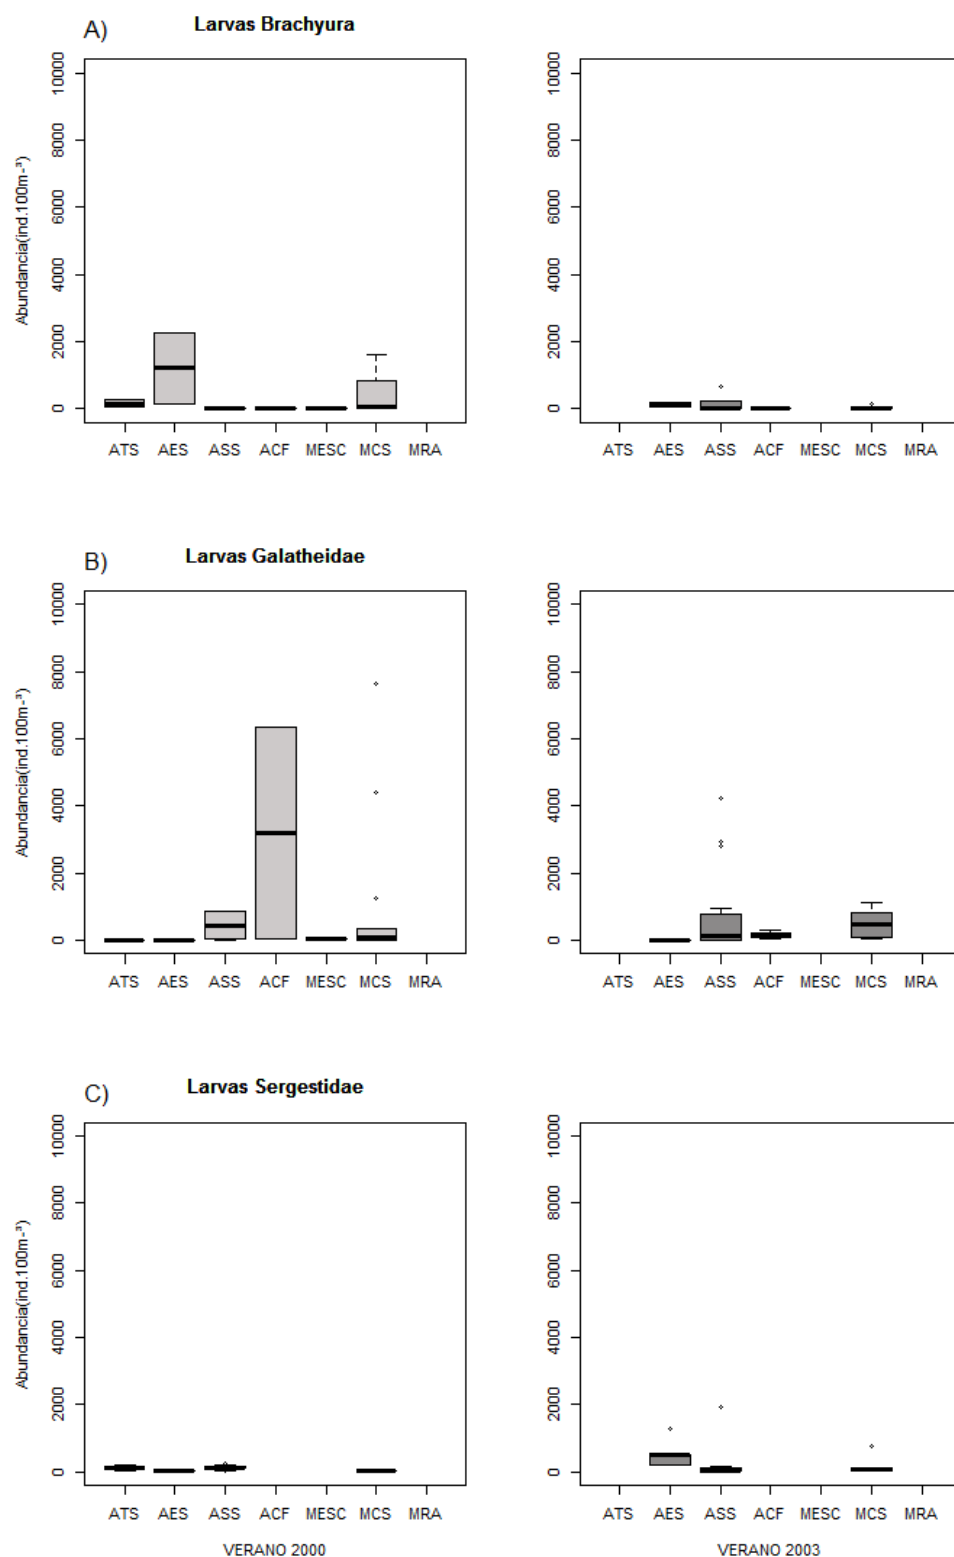 A) Larvas Brachyura
Abundancia(ind.100m-³)
0 2000 4000 6000 8000 10000
ATS AES ASS ACF MESC MCS MRA
0 2000 4000 6000 8000 10000
ATS AES ASS ACF MESC MCS MRA
B) Larvas Galatheidae
Abundancia(ind.100m-³)
0 2000 4000 6000 8000 10000
ATS AES ASS ACF MESC MCS MRA
0 2000 4000 6000 8000 10000
ATS AES ASS ACF MESC MCS MRA
C) Larvas Sergestidae
Abundancia(ind.100m-³)
0 2000 4000 6000 8000 10000
ATS AES ASS ACF MESC MCS MRA
VERANO 2000
0 2000 4000 6000 8000 10000
ATS AES ASS ACF MESC MCS MRA
VERANO 2003